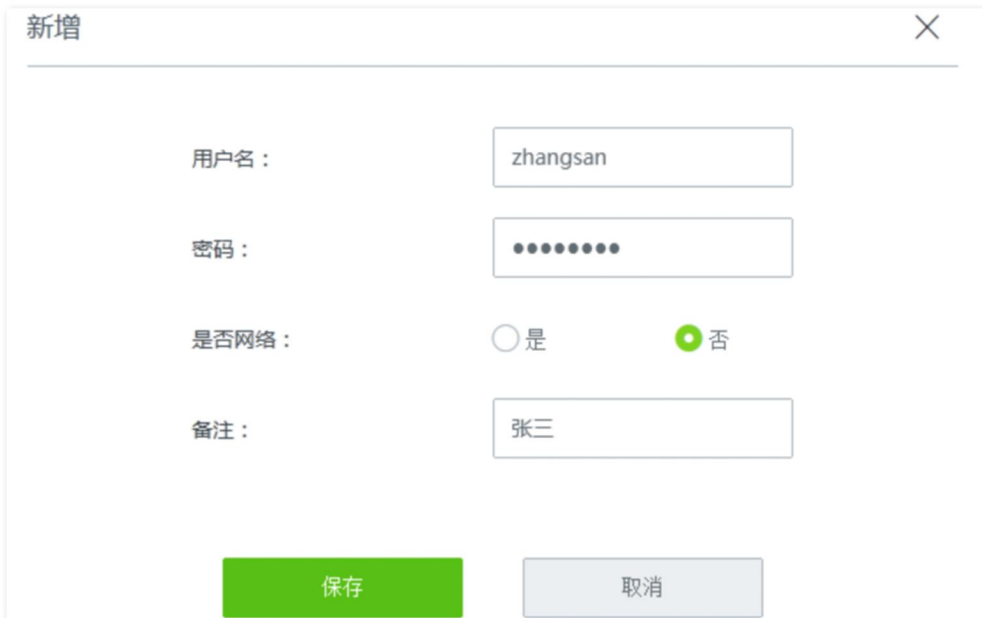 新增
用户名： zhangsan
密码： ●●●●●●●●
是否网络： 是 否
备注： 张三
保存 取消